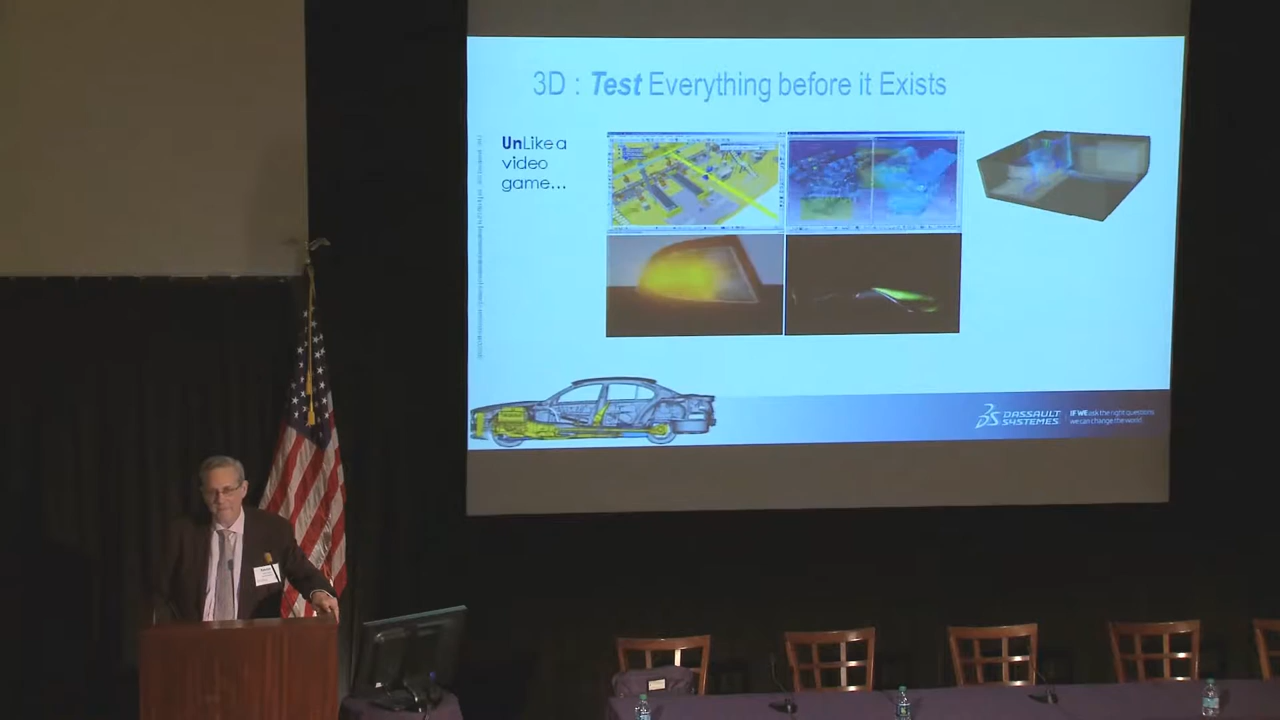 3D : Test Everything before it Exists
UnLike a
video
game...
DASSAULT
SYSTEMES
IF WE ask the right questions
we can change the world.